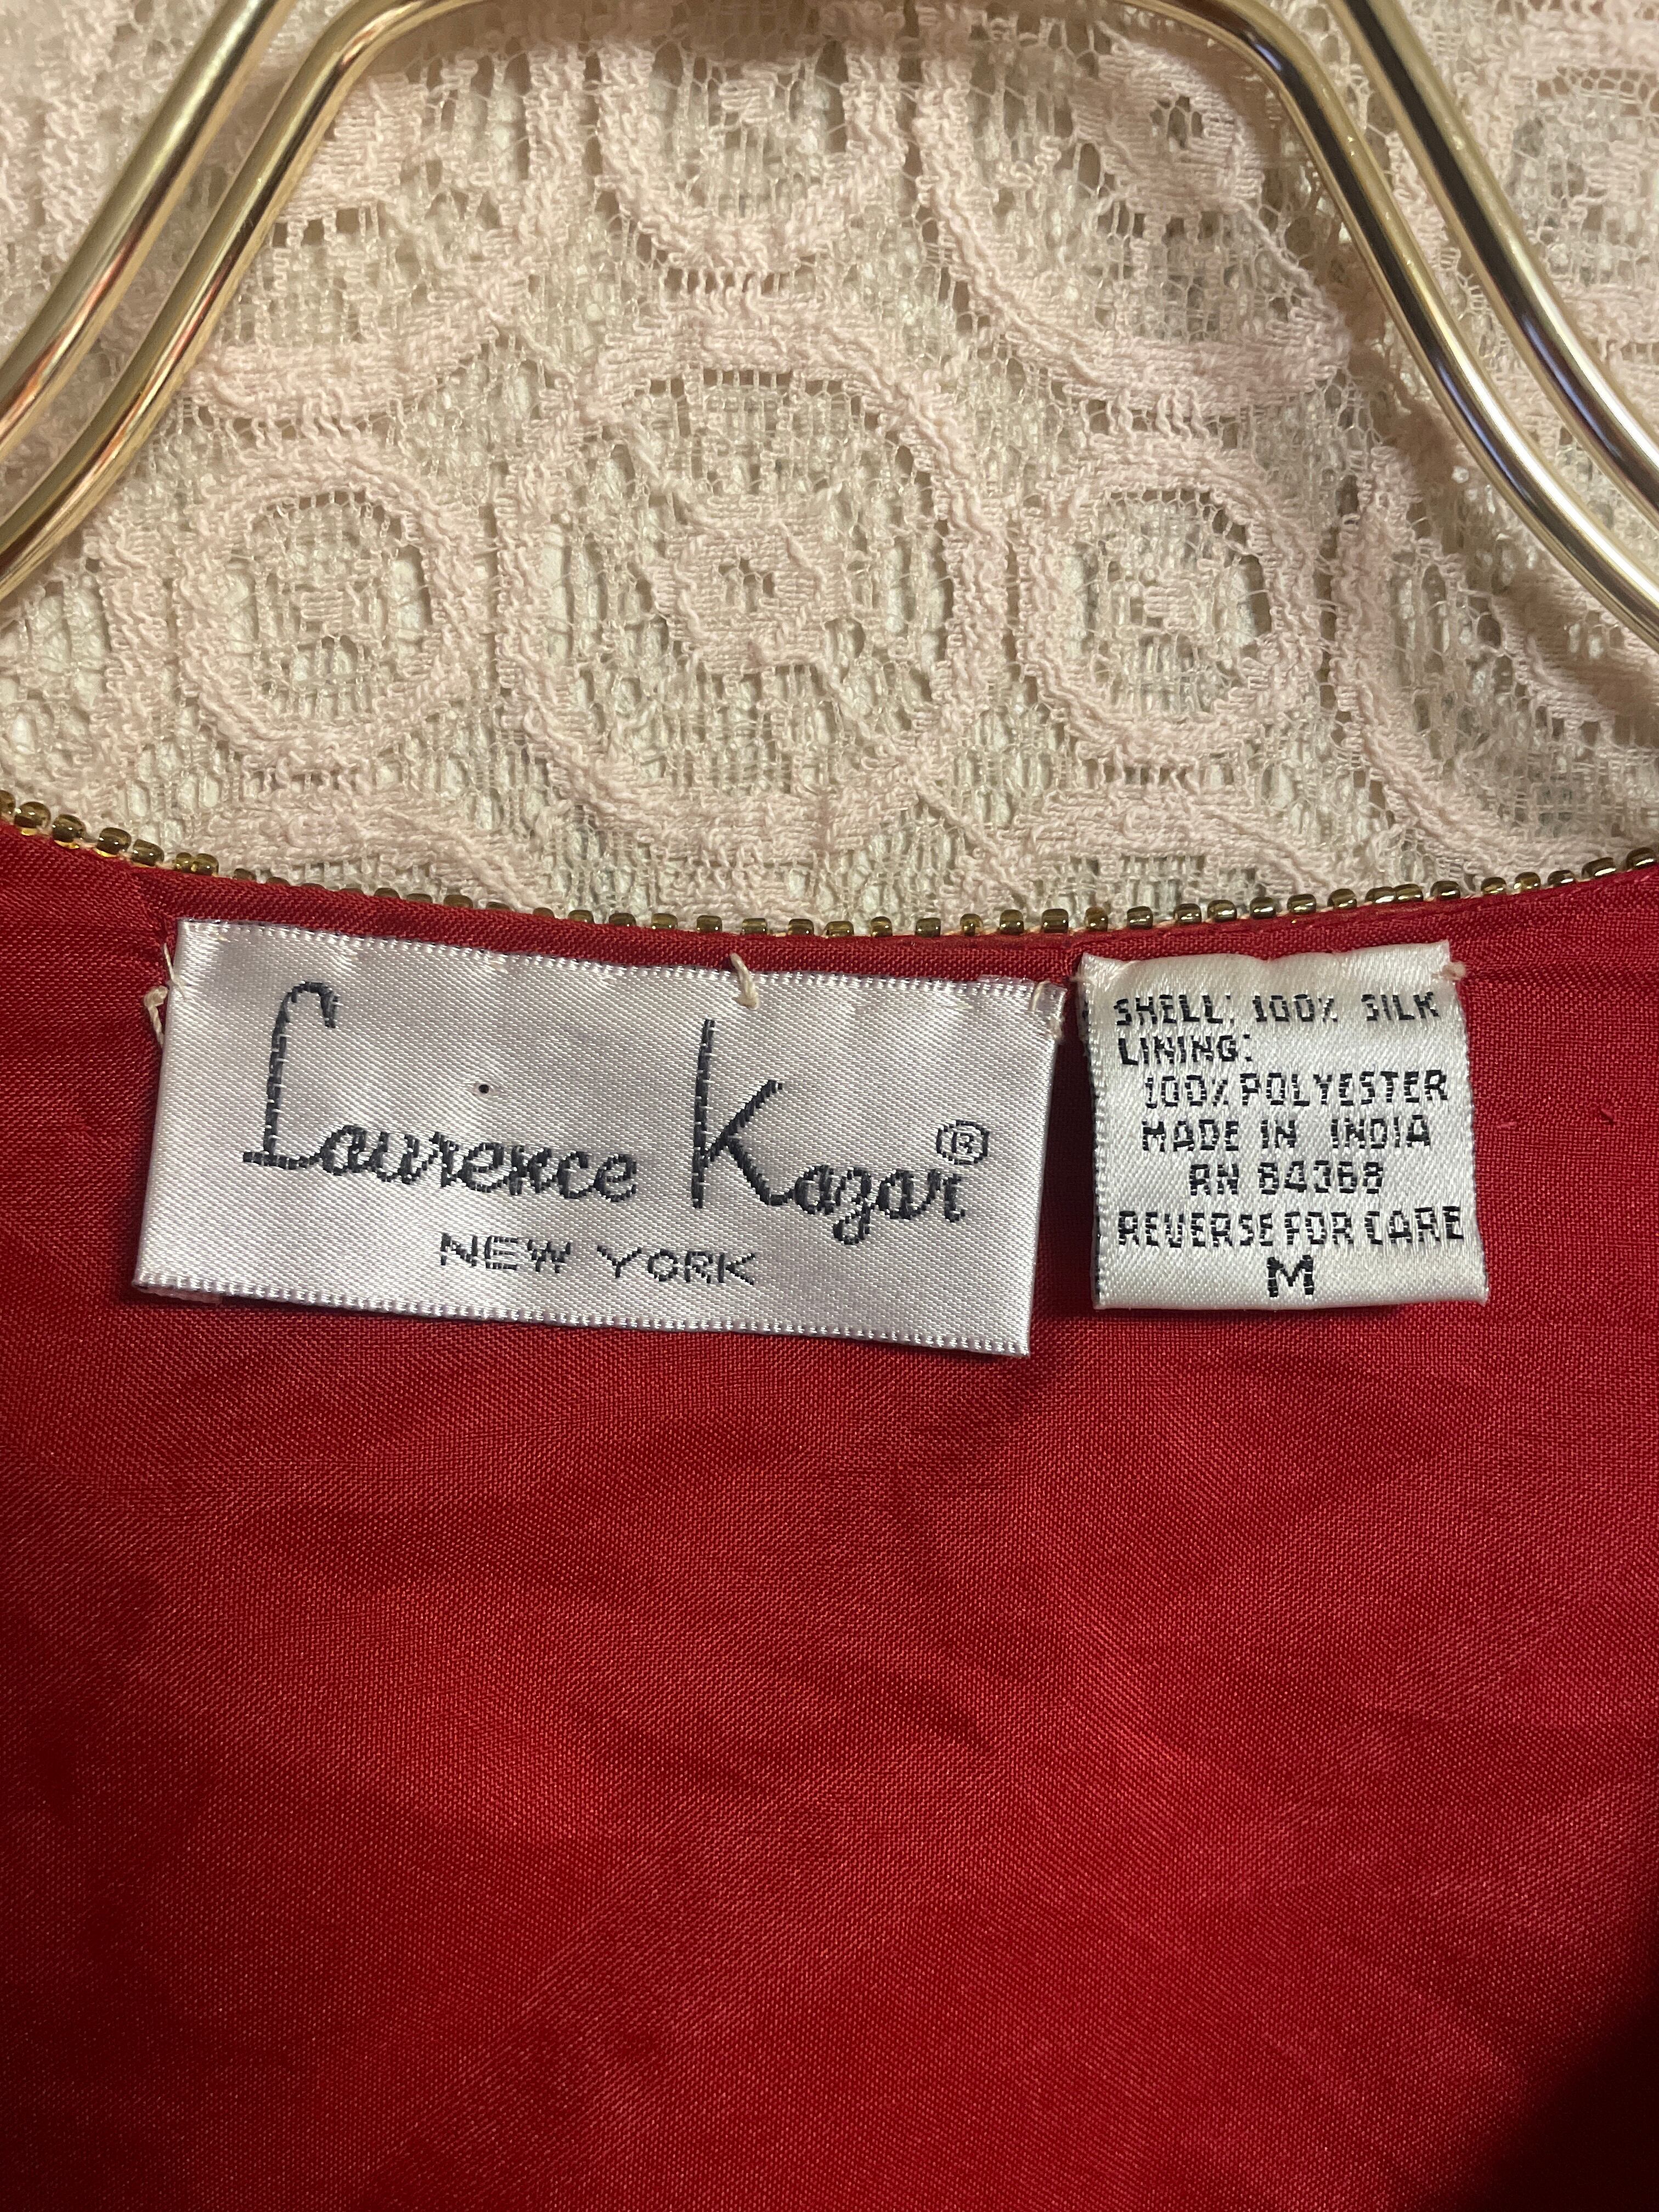 Laurence Kazar®
NEW YORK
SHELL: 100% SILK
LINING:
100% POLYESTER
MADE IN INDIA
RN 84368
REVERSE FOR CARE
M